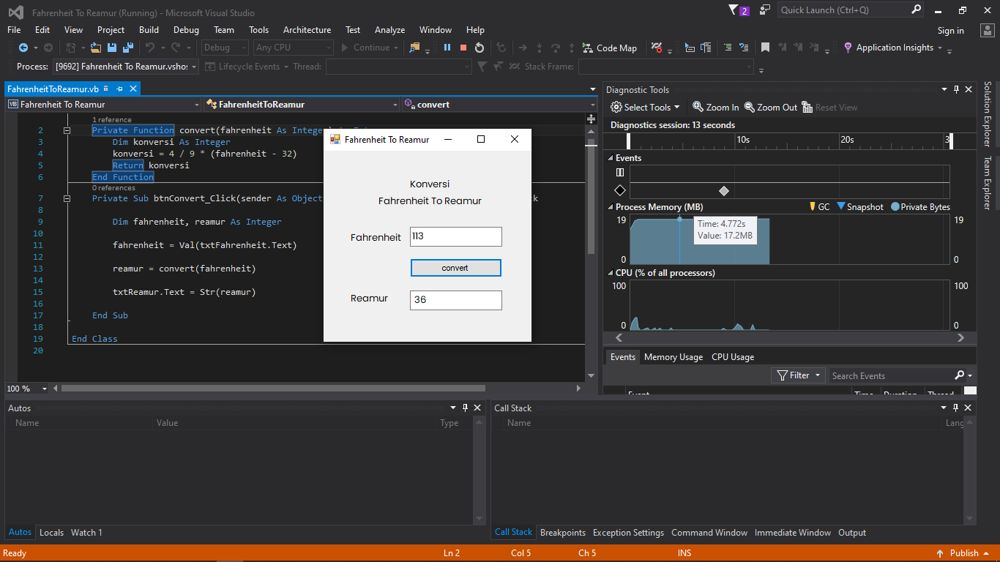 Fahrenheit To Reamur (Running) - Microsoft Visual Studio
2
Quick Launch (Ctrl+Q)
File Edit View Project Build Debug Team Tools Architecture Test Analyze Window Help
Sign in
Debug Any CPU Continue Code Map Application Insights
Process: [9692] Fahrenheit To Reamur.vshos Lifecycle Events Thread: Stack Frame:
FahrenheitToReamur.vb
VB Fahrenheit To Reamur FahrenheitToReamur convert
1 reference
2 Private Function convert(fahrenheit As Integer)
3 Dim konversi As Integer
4 konversi = 4 / 9 * (fahrenheit - 32)
5 Return konversi
6 End Function
0 references
7 Private Sub btnConvert_Click(sender As Object
8
9 Dim fahrenheit, reamur As Integer
10
11 fahrenheit = Val(txtFahrenheit.Text)
12
13 reamur = convert(fahrenheit)
14
15 txtReamur.Text = Str(reamur)
16
17 End Sub
18
19 End Class
20
100 %
Fahrenheit To Reamur
Konversi
Fahrenheit To Reamur
Fahrenheit 113
convert
Reamur 36
Diagnostic Tools
Select Tools Zoom In Zoom Out Reset View
Diagnostics session: 13 seconds
10s 20s 3
Events
Process Memory (MB) GC Snapshot Private Bytes
19 19
Time: 4.772s
Value: 17.2MB
0 0
CPU (% of all processors)
100 100
0 0
Events Memory Usage CPU Usage
Filter Search Events
Event Time Duration Thread
Solution Explorer
Team Explorer
Autos
Name Value Type
Autos Locals Watch 1
Call Stack
Name Lang
Call Stack Breakpoints Exception Settings Command Window Immediate Window Output
Ready Ln 2 Col 5 Ch 5 INS Publish